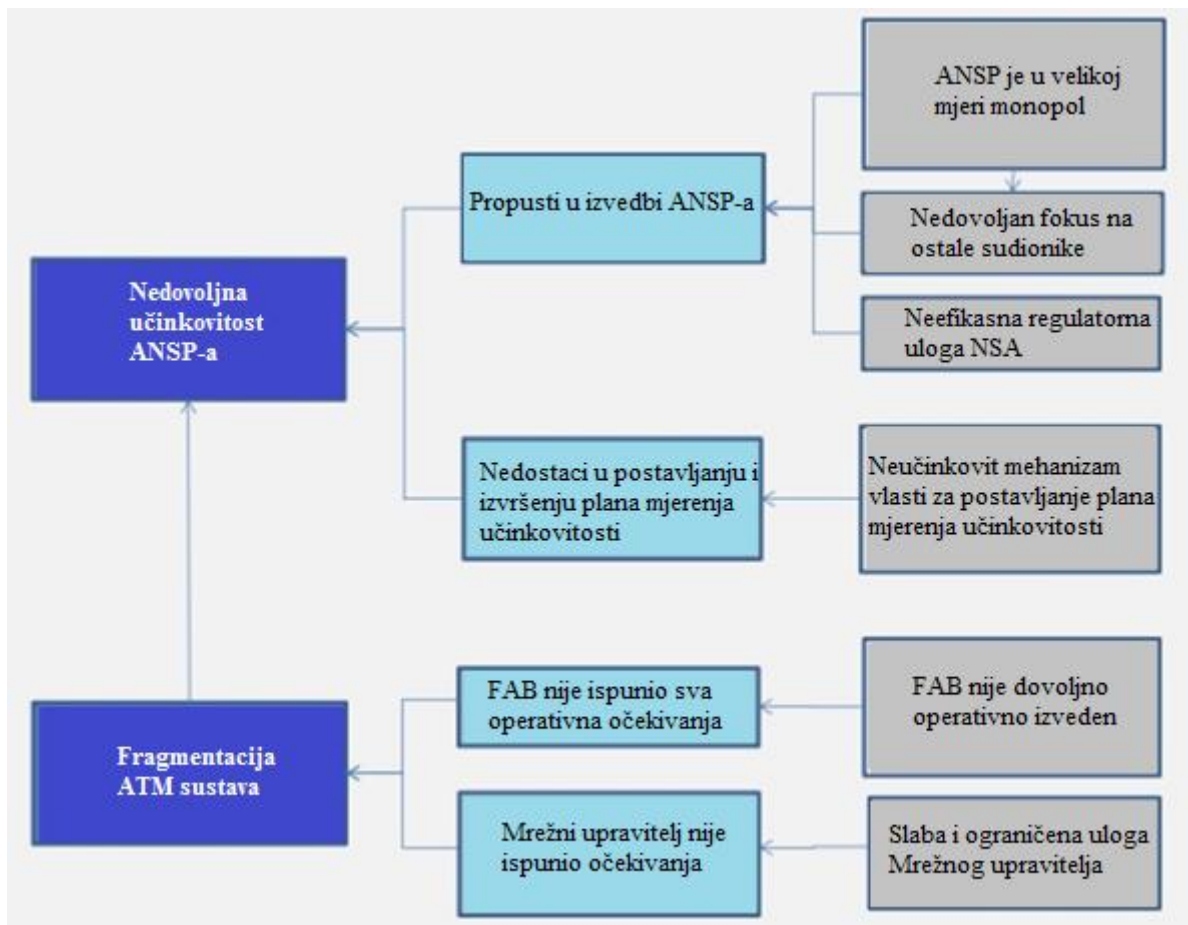 ANSP je u velikoj
mjeri monopol
Propusti u izvedbi ANSP-a
Nedovoljan fokus na
ostale sudionike
Nedovoljna
učinkovitost
ANSP-a
Neefikasna regulatorna
uloga NSA
Nedostaci u postavljanju i
izvršenju plana mjerenja
učinkovitosti
Neučinkovit mehanizam
vlasti za postavljanje plana
mjerenja učinkovitosti
FAB nije ispunio sva
operativna očekivanja
FAB nije dovoljno
operativno izveden
Fragmentacija
ATM sustava
Mrežni upravitelj nije
ispunio očekivanja
Slaba i ograničena uloga
Mrežnog upravitelja